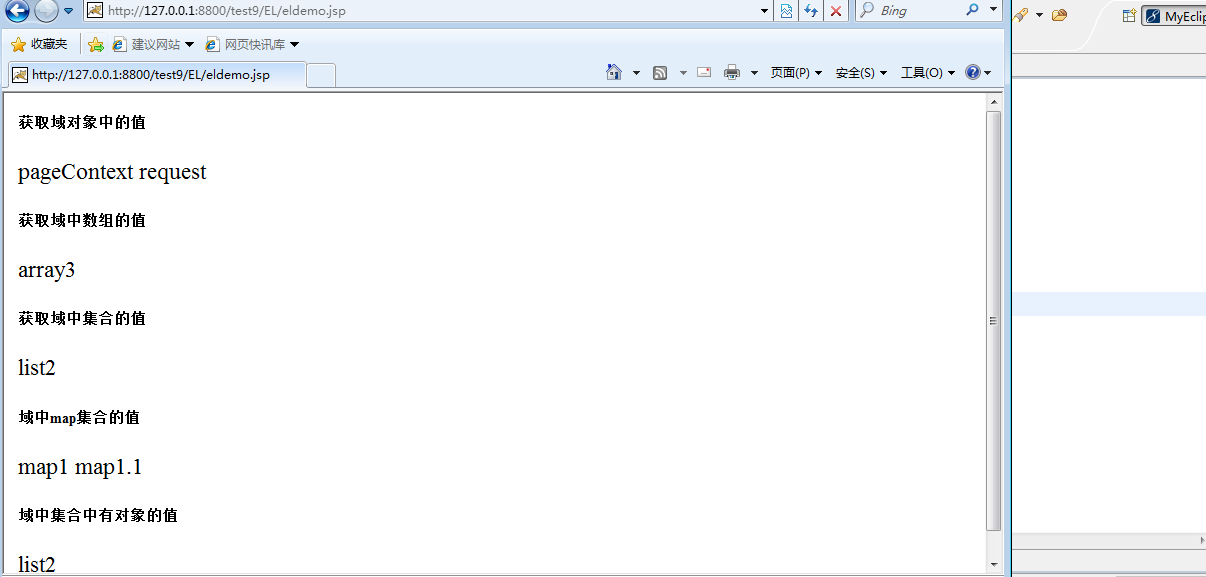 http://127.0.0.1:8800/test9/EL/eldemo.jsp
Bing
MyEclip
收藏夹
建议网站
网页快讯库
http://127.0.0.1:8800/test9/EL/eldemo.jsp
页面(P)
安全(S)
工具(O)
获取域对象中的值
pageContext request
获取域中数组的值
array3
获取域中集合的值
list2
域中map集合的值
map1 map1.1
域中集合中有对象的值
list2